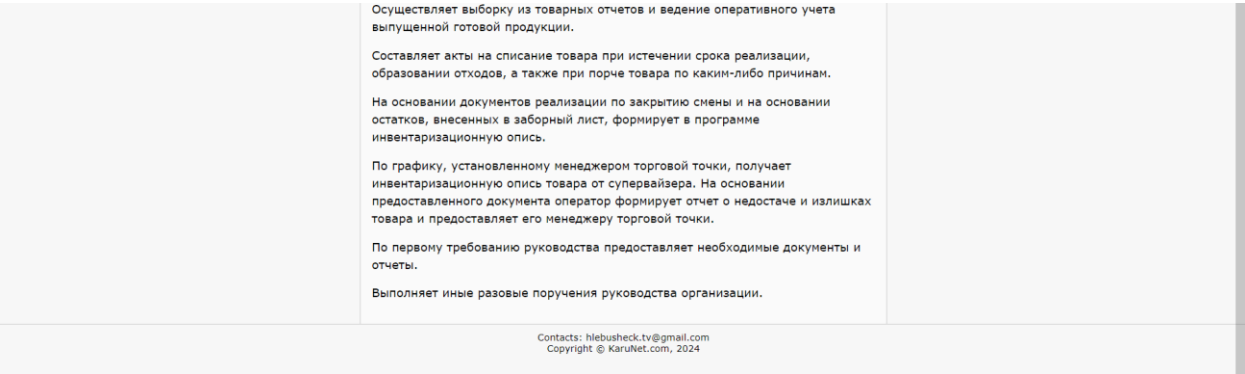 Осуществляет выборку из товарных отчетов и ведение оперативного учета
выпущенной готовой продукции.
Составляет акты на списание товара при истечении срока реализации,
образовании отходов, а также при порче товара по каким-либо причинам.
На основании документов реализации по закрытию смены и на основании
остатков, внесенных в заборный лист, формирует в программе
инвентаризационную опись.
По графику, установленному менеджером торговой точки, получает
инвентаризационную опись товара от супервайзера. На основании
предоставленного документа оператор формирует отчет о недостаче и излишках
товара и предоставляет его менеджеру торговой точки.
По первому требованию руководства предоставляет необходимые документы и
отчеты.
Выполняет иные разовые поручения руководства организации.
Contacts: hlebusheck.tv@gmail.com
Copyright © KaruNet.com, 2024